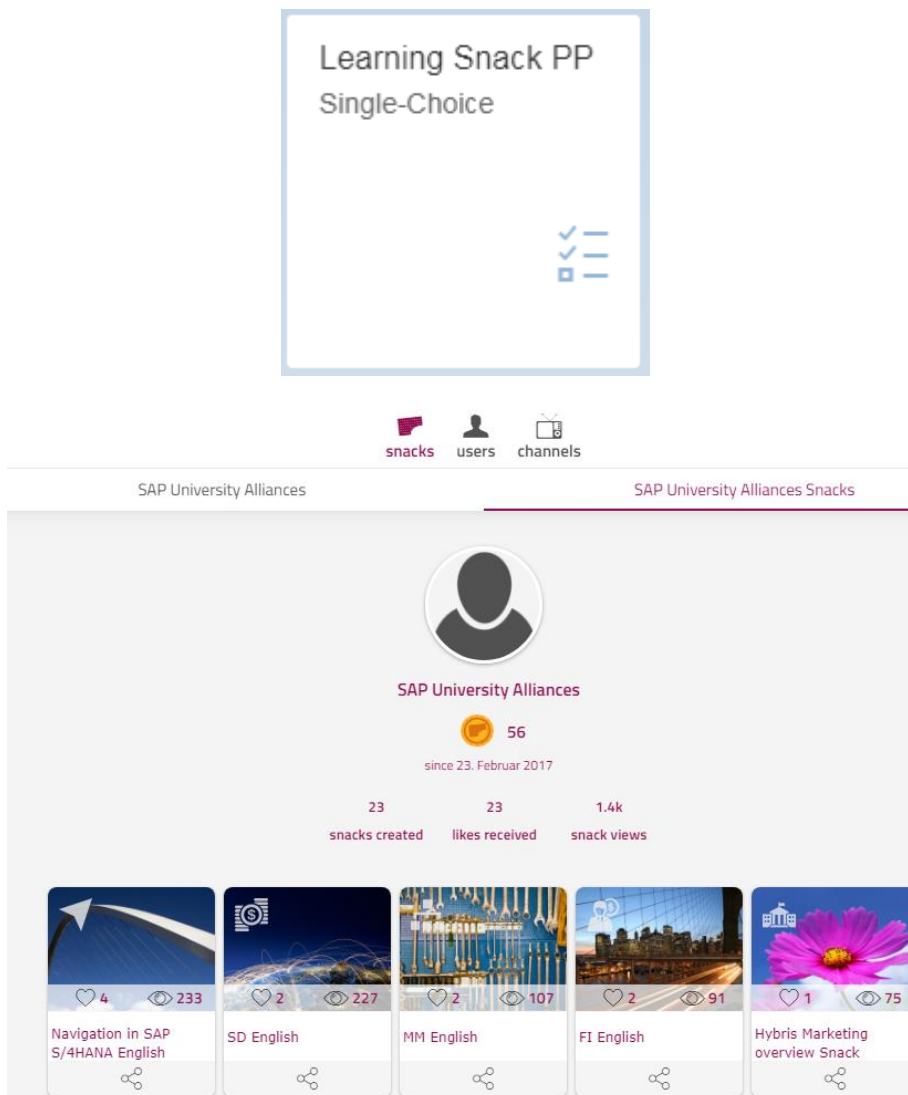 Learning Snack PP
Single-Choice
snacks users channels
SAP University Alliances SAP University Alliances Snacks
SAP University Alliances
56
since 23. Februar 2017
23 23 1.4k
snacks created likes received snack views
4 233 2 227 2 107 2 91 1 75
Navigation in SAP
S/4HANA English
SD English
MM English
FI English
Hybris Marketing
overview Snack